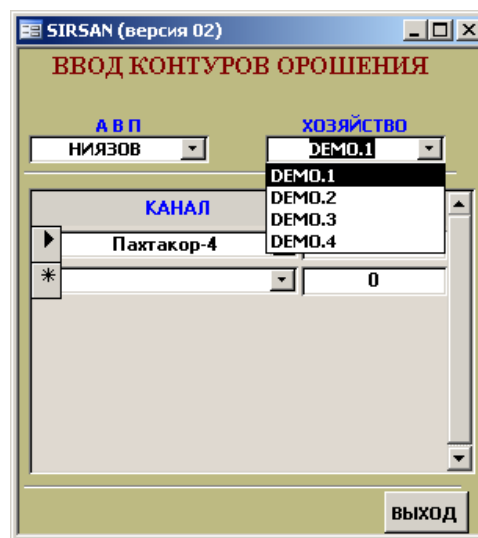 SIRSAN (версия 02)
ВВОД КОНТУРОВ ОРОШЕНИЯ
А В П ХОЗЯЙСТВО
НИЯЗОВ DEMO.1
DEMO.1
КАНАЛ DEMO.2
DEMO.3
Пахтакор-4 DEMO.4
0
ВЫХОД